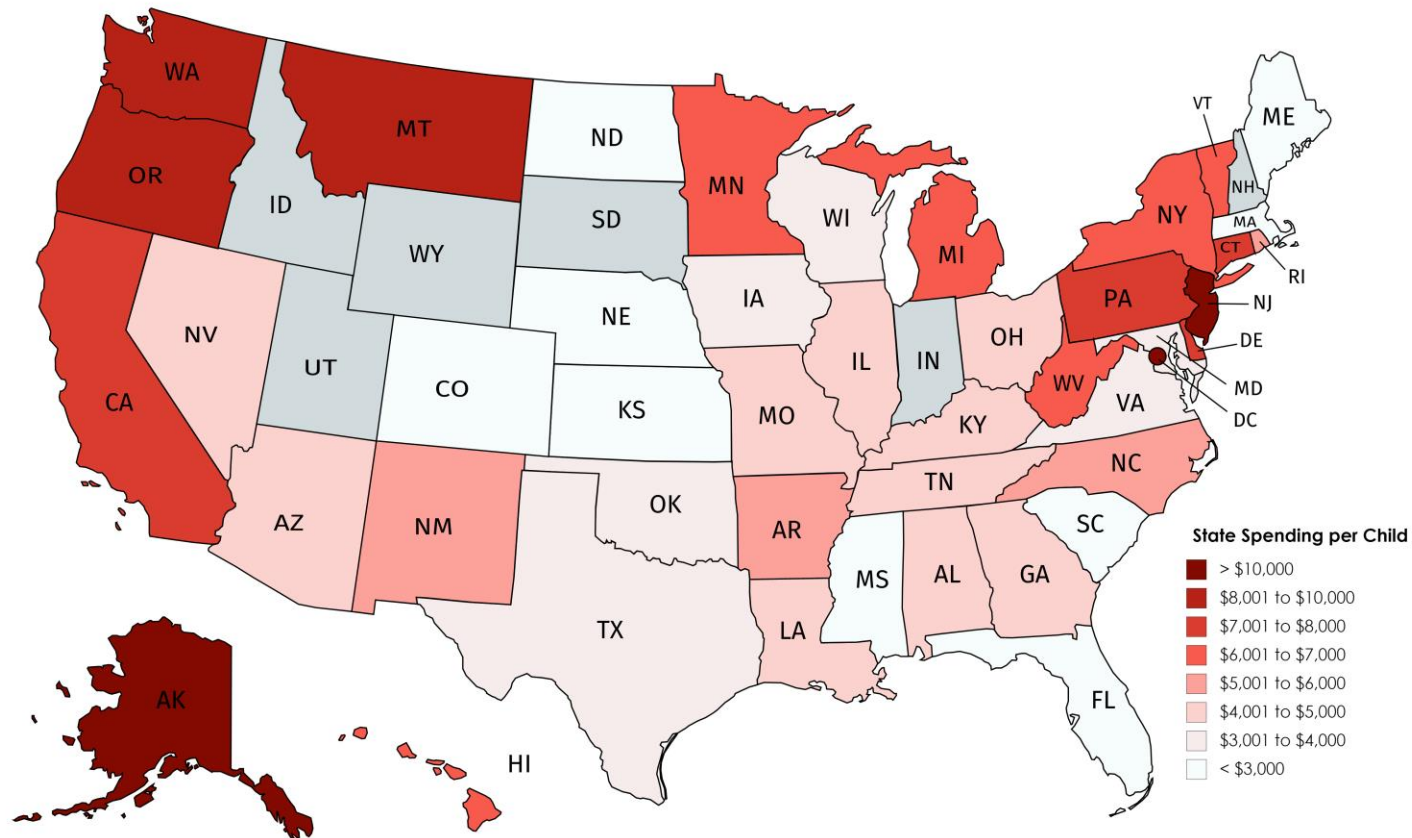 WA
MT
ND
MN
OR
ID
WY
SD
WI
MI
VT
ME
NH
NY
MA
CT
RI
NV
UT
CO
NE
IA
IL
IN
OH
PA
NJ
DE
MD
DC
CA
KS
MO
KY
WV
VA
AZ
NM
OK
AR
TN
NC
SC
TX
LA
MS
AL
GA
FL
AK
HI
State Spending per Child
> $10,000
$8,001 to $10,000
$7,001 to $8,000
$6,001 to $7,000
$5,001 to $6,000
$4,001 to $5,000
$3,001 to $4,000
< $3,000